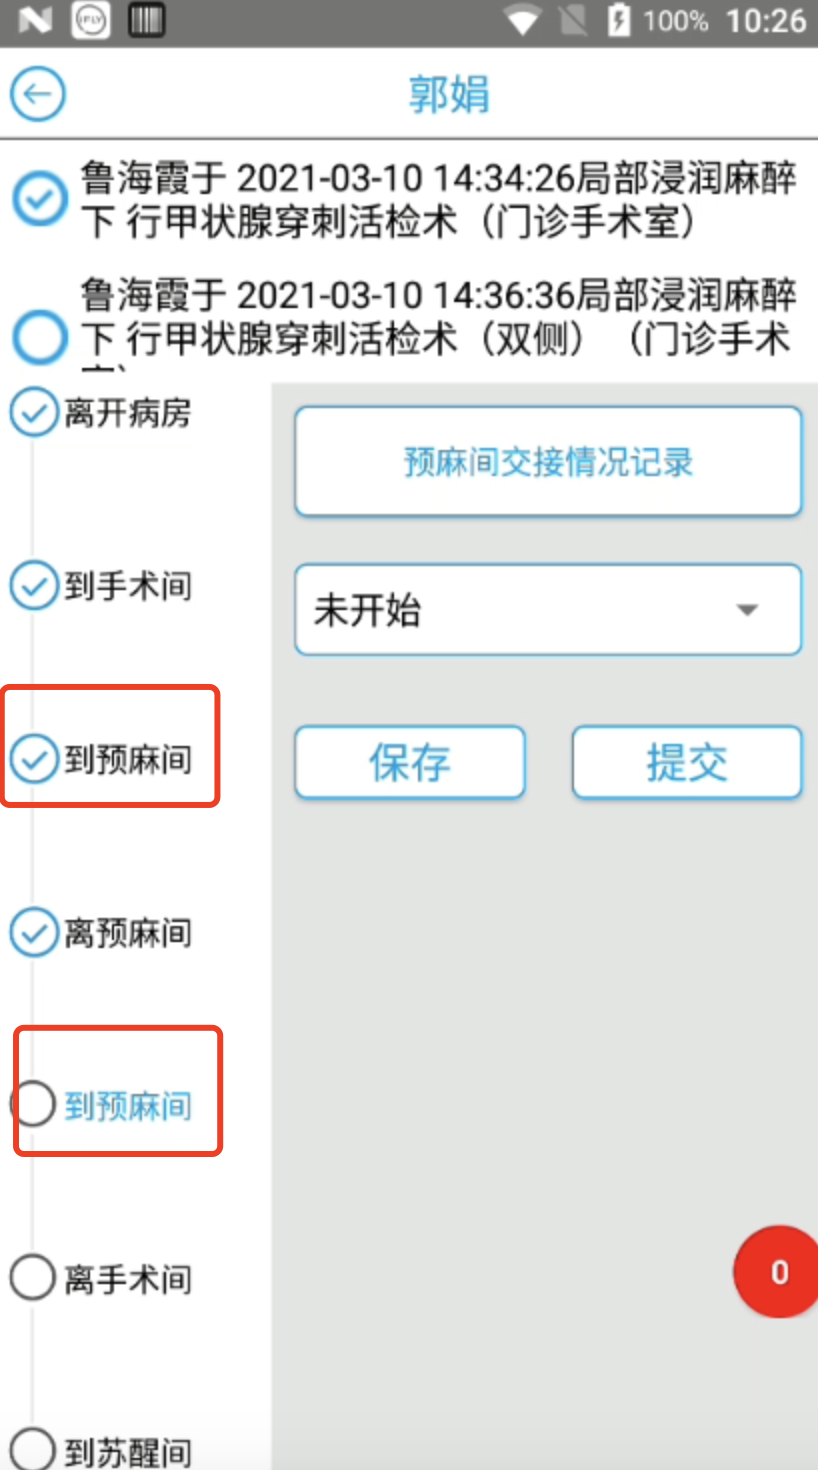 iFLY
100% 10:26
郭娟
鲁海霞于 2021-03-10 14:34:26局部浸润麻醉
下 行甲状腺穿刺活检术（门诊手术室）
鲁海霞于 2021-03-10 14:36:36局部浸润麻醉
下 行甲状腺穿刺活检术（双侧）（门诊手术
离开病房
预麻间交接情况记录
到手术间
未开始
到预麻间
保存
提交
离预麻间
到预麻间
离手术间
0
到苏醒间